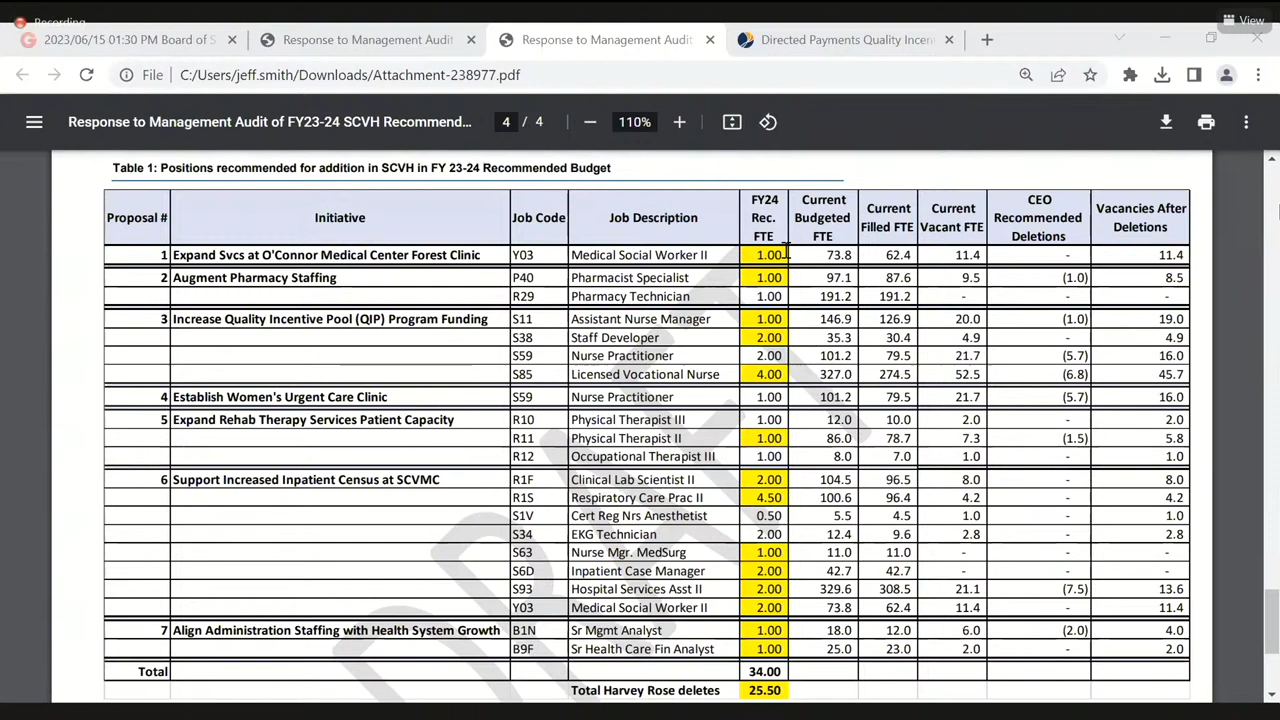 Recording
View
2023/06/15 01:30 PM Board of S
Response to Management Audit
Response to Management Audit
Directed Payments Quality Incen
File C:/Users/jeff.smith/Downloads/Attachment-238977.pdf
Response to Management Audit of FY23-24 SCVH Recommend... 4 / 4 110%
Table 1: Positions recommended for addition in SCVH in FY 23-24 Recommended Budget
Proposal # Initiative Job Code Job Description FY24 Rec. FTE Current Budgeted FTE Current Filled FTE Current Vacant FTE CEO Recommended Deletions Vacancies After Deletions
1 Expand Svcs at O'Connor Medical Center Forest Clinic Y03 Medical Social Worker II 1.00 73.8 62.4 11.4 - 11.4
2 Augment Pharmacy Staffing P40 Pharmacist Specialist 1.00 97.1 87.6 9.5 (1.0) 8.5
R29 Pharmacy Technician 1.00 191.2 191.2 - - -
3 Increase Quality Incentive Pool (QIP) Program Funding S11 Assistant Nurse Manager 1.00 146.9 126.9 20.0 (1.0) 19.0
S38 Staff Developer 2.00 35.3 30.4 4.9 - 4.9
S59 Nurse Practitioner 2.00 101.2 79.5 21.7 (5.7) 16.0
S85 Licensed Vocational Nurse 4.00 327.0 274.5 52.5 (6.8) 45.7
4 Establish Women's Urgent Care Clinic S59 Nurse Practitioner 1.00 101.2 79.5 21.7 (5.7) 16.0
5 Expand Rehab Therapy Services Patient Capacity R10 Physical Therapist III 1.00 12.0 10.0 2.0 - 2.0
R11 Physical Therapist II 1.00 86.0 78.7 7.3 (1.5) 5.8
R12 Occupational Therapist III 1.00 8.0 7.0 1.0 - 1.0
6 Support Increased Inpatient Census at SCVMC R1F Clinical Lab Scientist II 2.00 104.5 96.5 8.0 - 8.0
R1S Respiratory Care Prac II 4.50 100.6 96.4 4.2 - 4.2
S1V Cert Reg Nrs Anesthetist 0.50 5.5 4.5 1.0 - 1.0
S34 EKG Technician 2.00 12.4 9.6 2.8 - 2.8
S63 Nurse Mgr. MedSurg 1.00 11.0 11.0 - - -
S6D Inpatient Case Manager 2.00 42.7 42.7 - - -
S93 Hospital Services Asst II 2.00 329.6 308.5 21.1 (7.5) 13.6
Y03 Medical Social Worker II 2.00 73.8 62.4 11.4 - 11.4
7 Align Administration Staffing with Health System Growth B1N Sr Mgmt Analyst 1.00 18.0 12.0 6.0 (2.0) 4.0
B9F Sr Health Care Fin Analyst 1.00 25.0 23.0 2.0 - 2.0
Total 34.00
Total Harvey Rose deletes 25.50
DRAFT